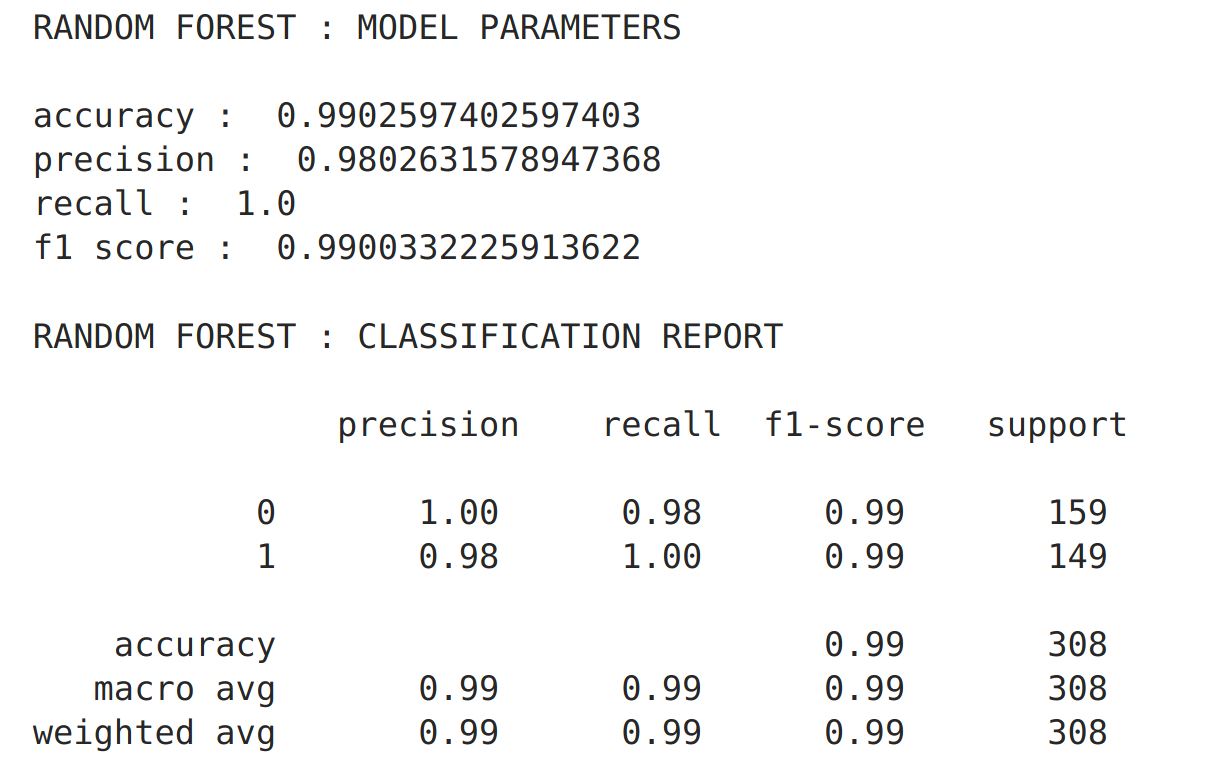 RANDOM FOREST : MODEL PARAMETERS
accuracy :  0.9902597402597403
precision :  0.9802631578947368
recall :  1.0
f1 score :  0.9900332225913622
RANDOM FOREST : CLASSIFICATION REPORT
precision    recall  f1-score   support
0       1.00      0.98      0.99       159
1       0.98      1.00      0.99       149
accuracy                           0.99       308
macro avg       0.99      0.99      0.99       308
weighted avg       0.99      0.99      0.99       308